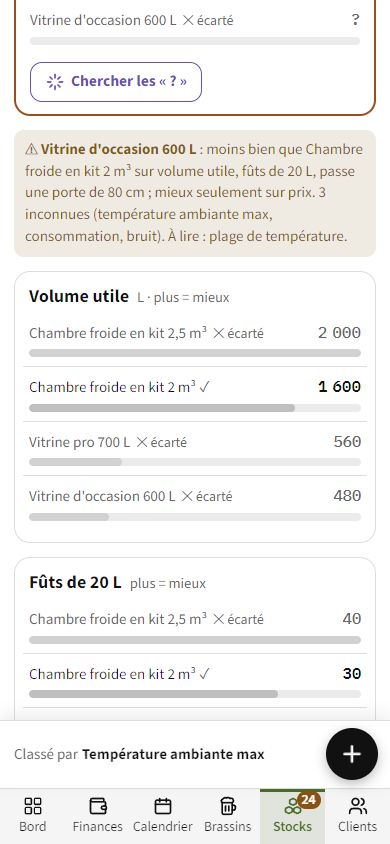 Vitrine d'occasion 600 L ✕ écarté ?
Chercher les « ? »
⚠ Vitrine d'occasion 600 L : moins bien que Chambre
froide en kit 2 m³ sur volume utile, fûts de 20 L, passe
une porte de 80 cm ; mieux seulement sur prix. 3
inconnues (température ambiante max,
consommation, bruit). À lire : plage de température.
Volume utile L · plus = mieux
Chambre froide en kit 2,5 m³ ✕ écarté 2 000
Chambre froide en kit 2 m³ ✓ 1 600
Vitrine pro 700 L ✕ écarté 560
Vitrine d'occasion 600 L ✕ écarté 480
Fûts de 20 L plus = mieux
Chambre froide en kit 2,5 m³ ✕ écarté 40
Chambre froide en kit 2 m³ ✓ 30
Classé par Température ambiante max
24
Bord Finances Calendrier Brassins Stocks Clients